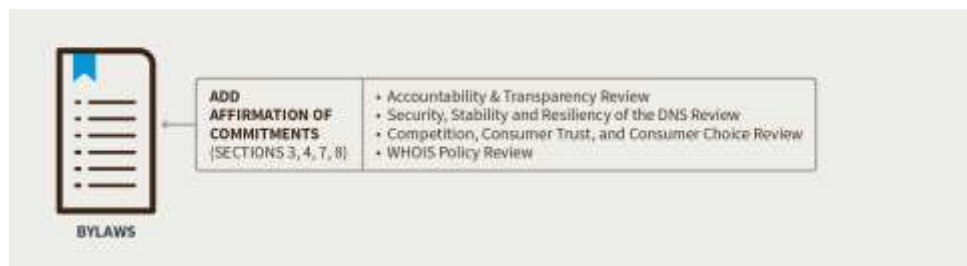 ADD
AFFIRMATION OF
COMMITMENTS
(SECTIONS 3, 4, 7, 8)
• Accountability & Transparency Review
• Security, Stability and Resiliency of the DNS Review
• Competition, Consumer Trust, and Consumer Choice Review
• WHOIS Policy Review
BYLAWS